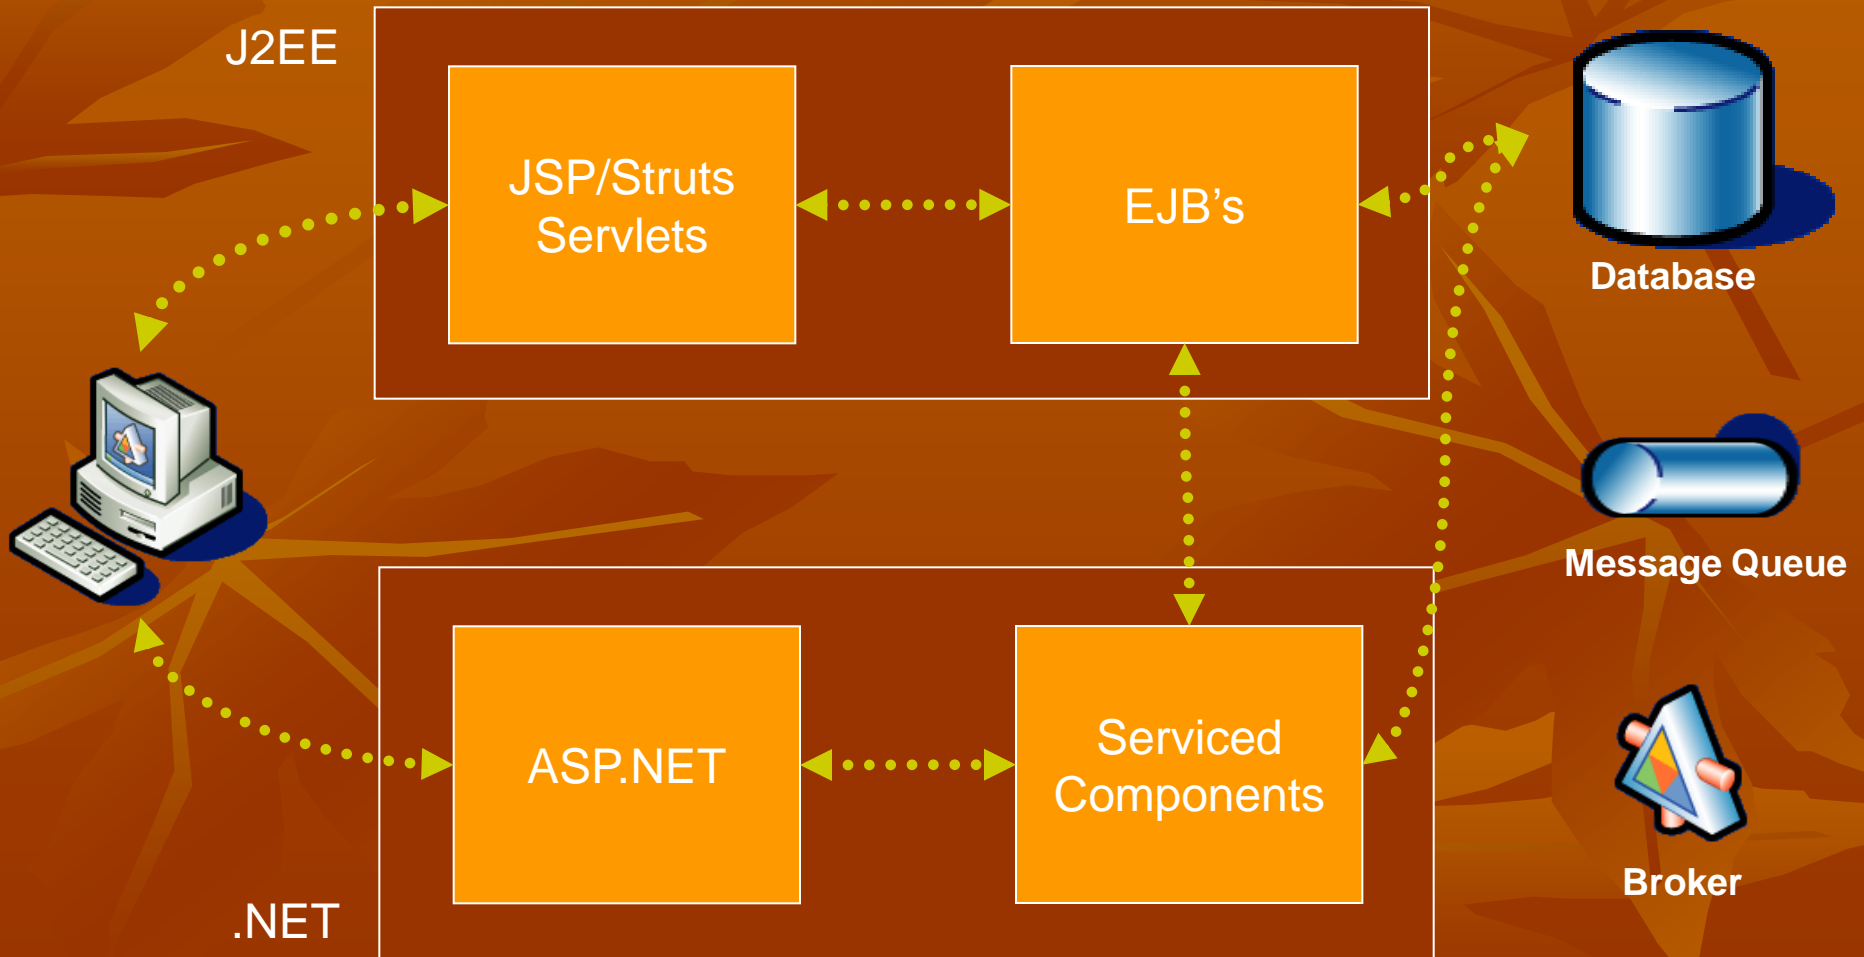 J2EE
JSP/Struts
Servlets
EJB’s
Database
Message Queue
ASP.NET
Serviced
Components
Broker
.NET